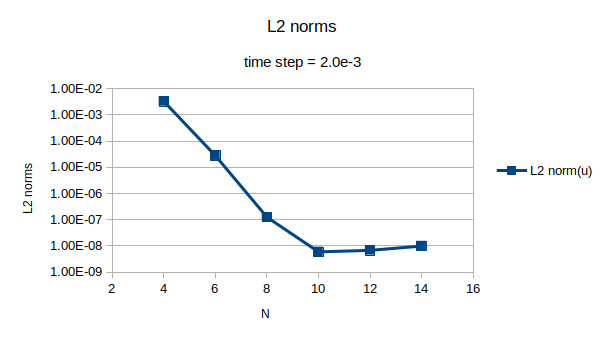 L2 norms
time step = 2.0e-3
1.00E-02
1.00E-03
1.00E-04
1.00E-05
1.00E-06
1.00E-07
1.00E-08
1.00E-09
L2 norms
2 4 6 8 10 12 14 16
N
L2 norm(u)